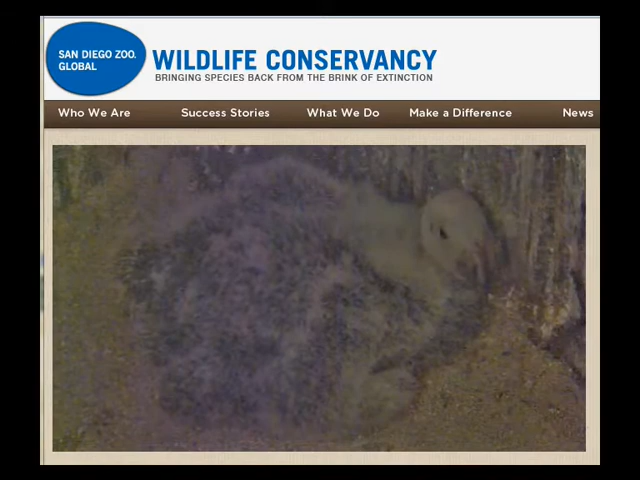 SAN DIEGO ZOO.
GLOBAL
WILDLIFE CONSERVANCY
BRINGING SPECIES BACK FROM THE BRINK OF EXTINCTION
Who We Are Success Stories What We Do Make a Difference News